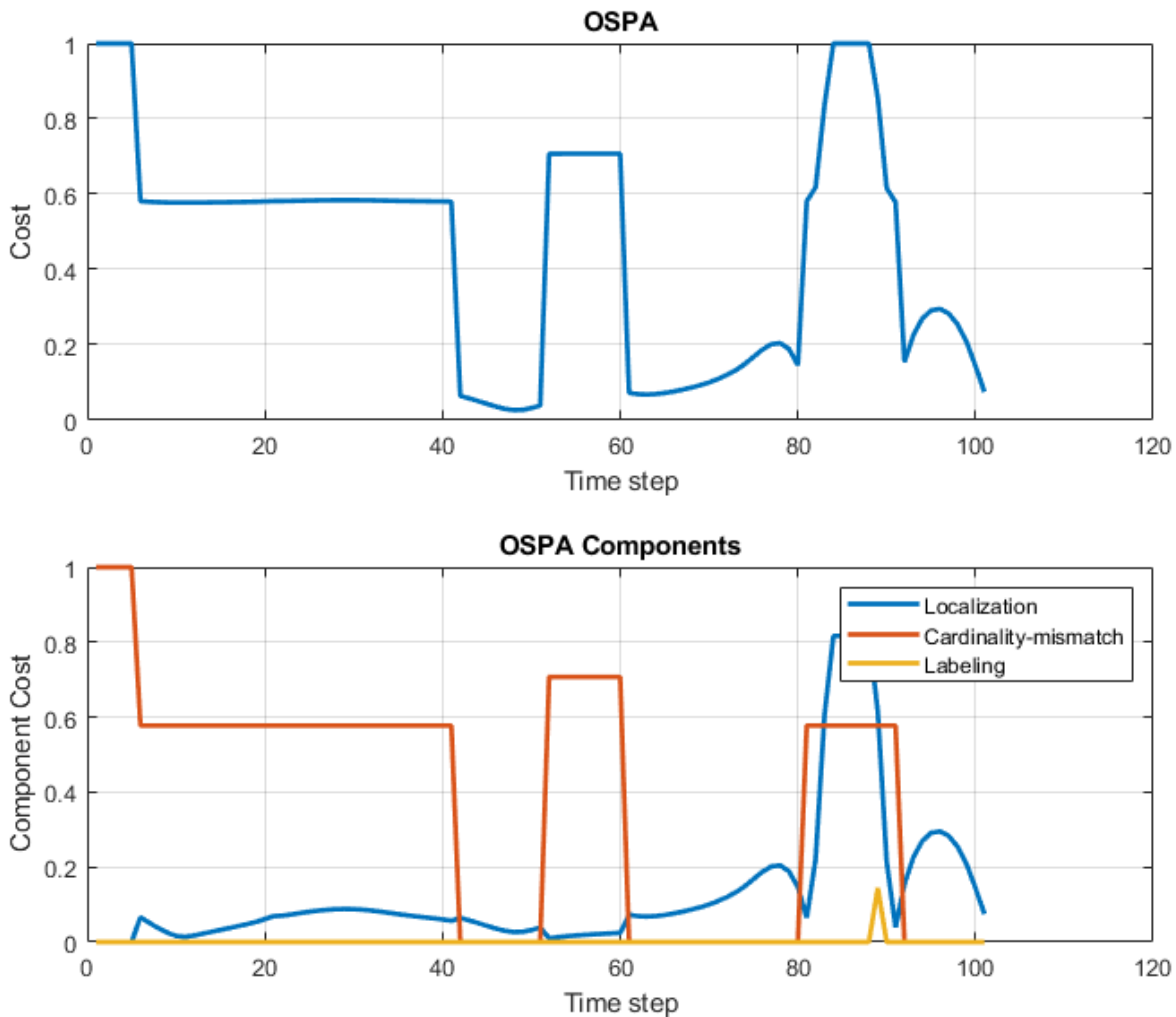 OSPA
1
0.8
0.6
0.4
0.2
0
Cost
0 20 40 60 80 100 120
Time step
OSPA Components
1
0.8
0.6
0.4
0.2
0
Component Cost
Localization
Cardinality-mismatch
Labeling
0 20 40 60 80 100 120
Time step